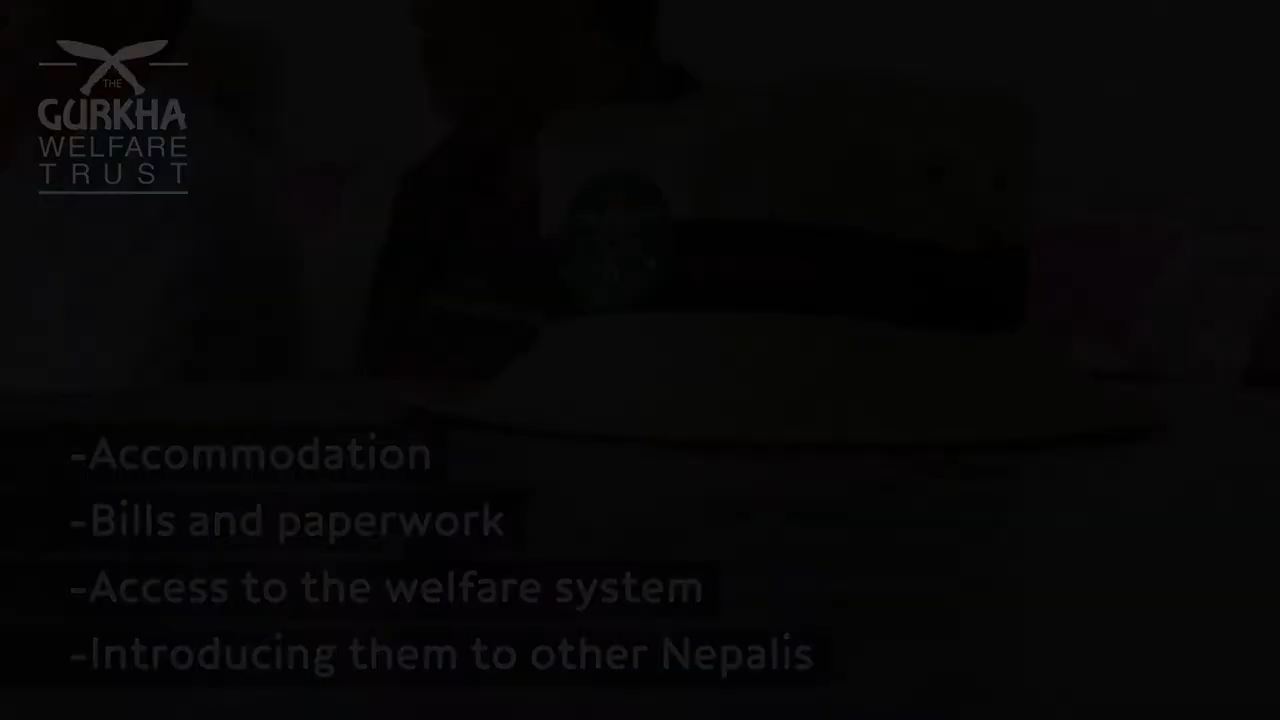 THE
GURKHA
WELFARE
TRUST
-Accommodation
-Bills and paperwork
-Access to the welfare system
-Introducing them to other Nepalis